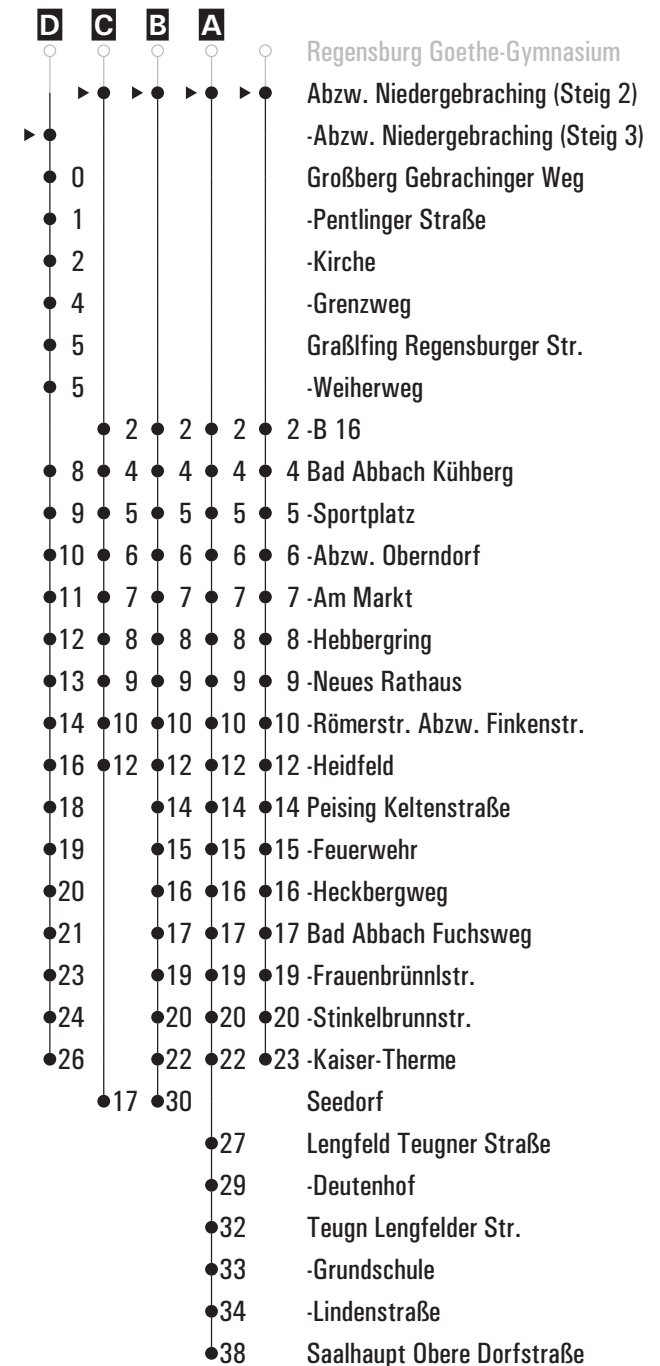 D C B A
Regensburg Goethe-Gymnasium
Abzw. Niedergebraching (Steig 2)
-Abzw. Niedergebraching (Steig 3)
0 Großberg Gebrachinger Weg
1 -Pentlinger Straße
2 -Kirche
4 -Grenzweg
5 Graßlfing Regensburger Str.
5 -Weiherweg
2 2 2 2 -B 16
8 4 4 4 4 Bad Abbach Kühberg
9 5 5 5 5 -Sportplatz
10 6 6 6 6 -Abzw. Oberndorf
11 7 7 7 7 -Am Markt
12 8 8 8 8 -Hebbergring
13 9 9 9 9 -Neues Rathaus
14 10 10 10 10 -Römerstr. Abzw. Finkenstr.
16 12 12 12 12 -Heidfeld
18 14 14 14 Peising Keltenstraße
19 15 15 15 -Feuerwehr
20 16 16 16 -Heckbergweg
21 17 17 17 Bad Abbach Fuchsweg
23 19 19 19 -Frauenbrünnlstr.
24 20 20 20 -Stinkelbrunnstr.
26 22 22 23 -Kaiser-Therme
17 30 Seedorf
27 Lengfeld Teugner Straße
29 -Deutenhof
32 Teugn Lengfelder Str.
33 -Grundschule
34 -Lindenstraße
38 Saalhaupt Obere Dorfstraße